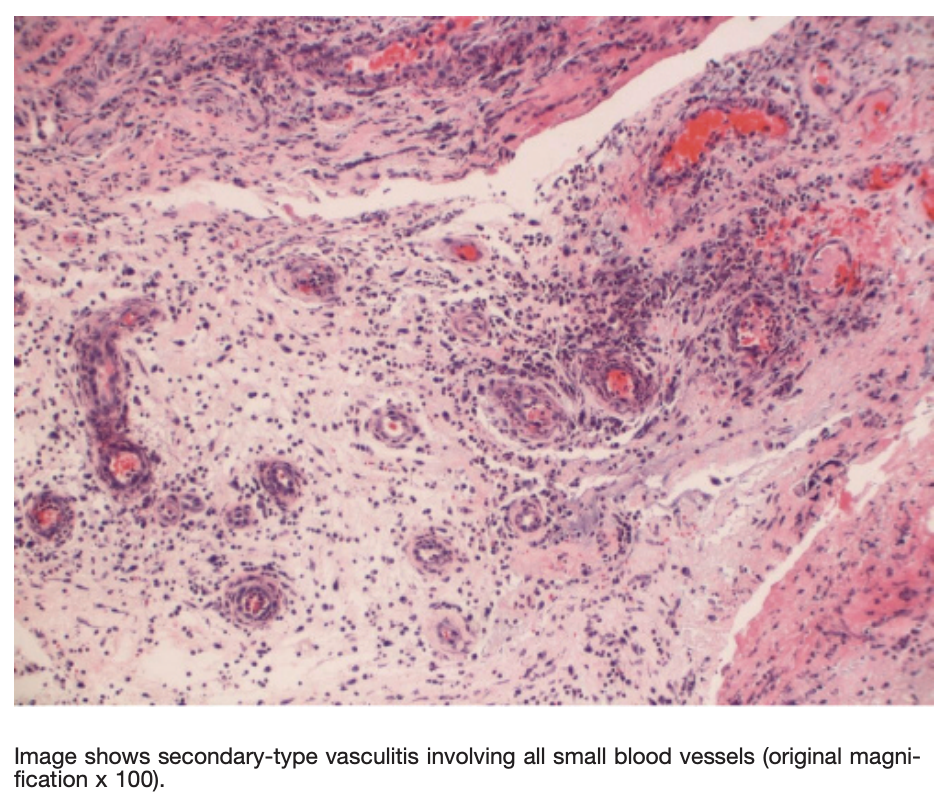 Image shows secondary-type vasculitis involving all small blood vessels (original magni-
fication x 100).